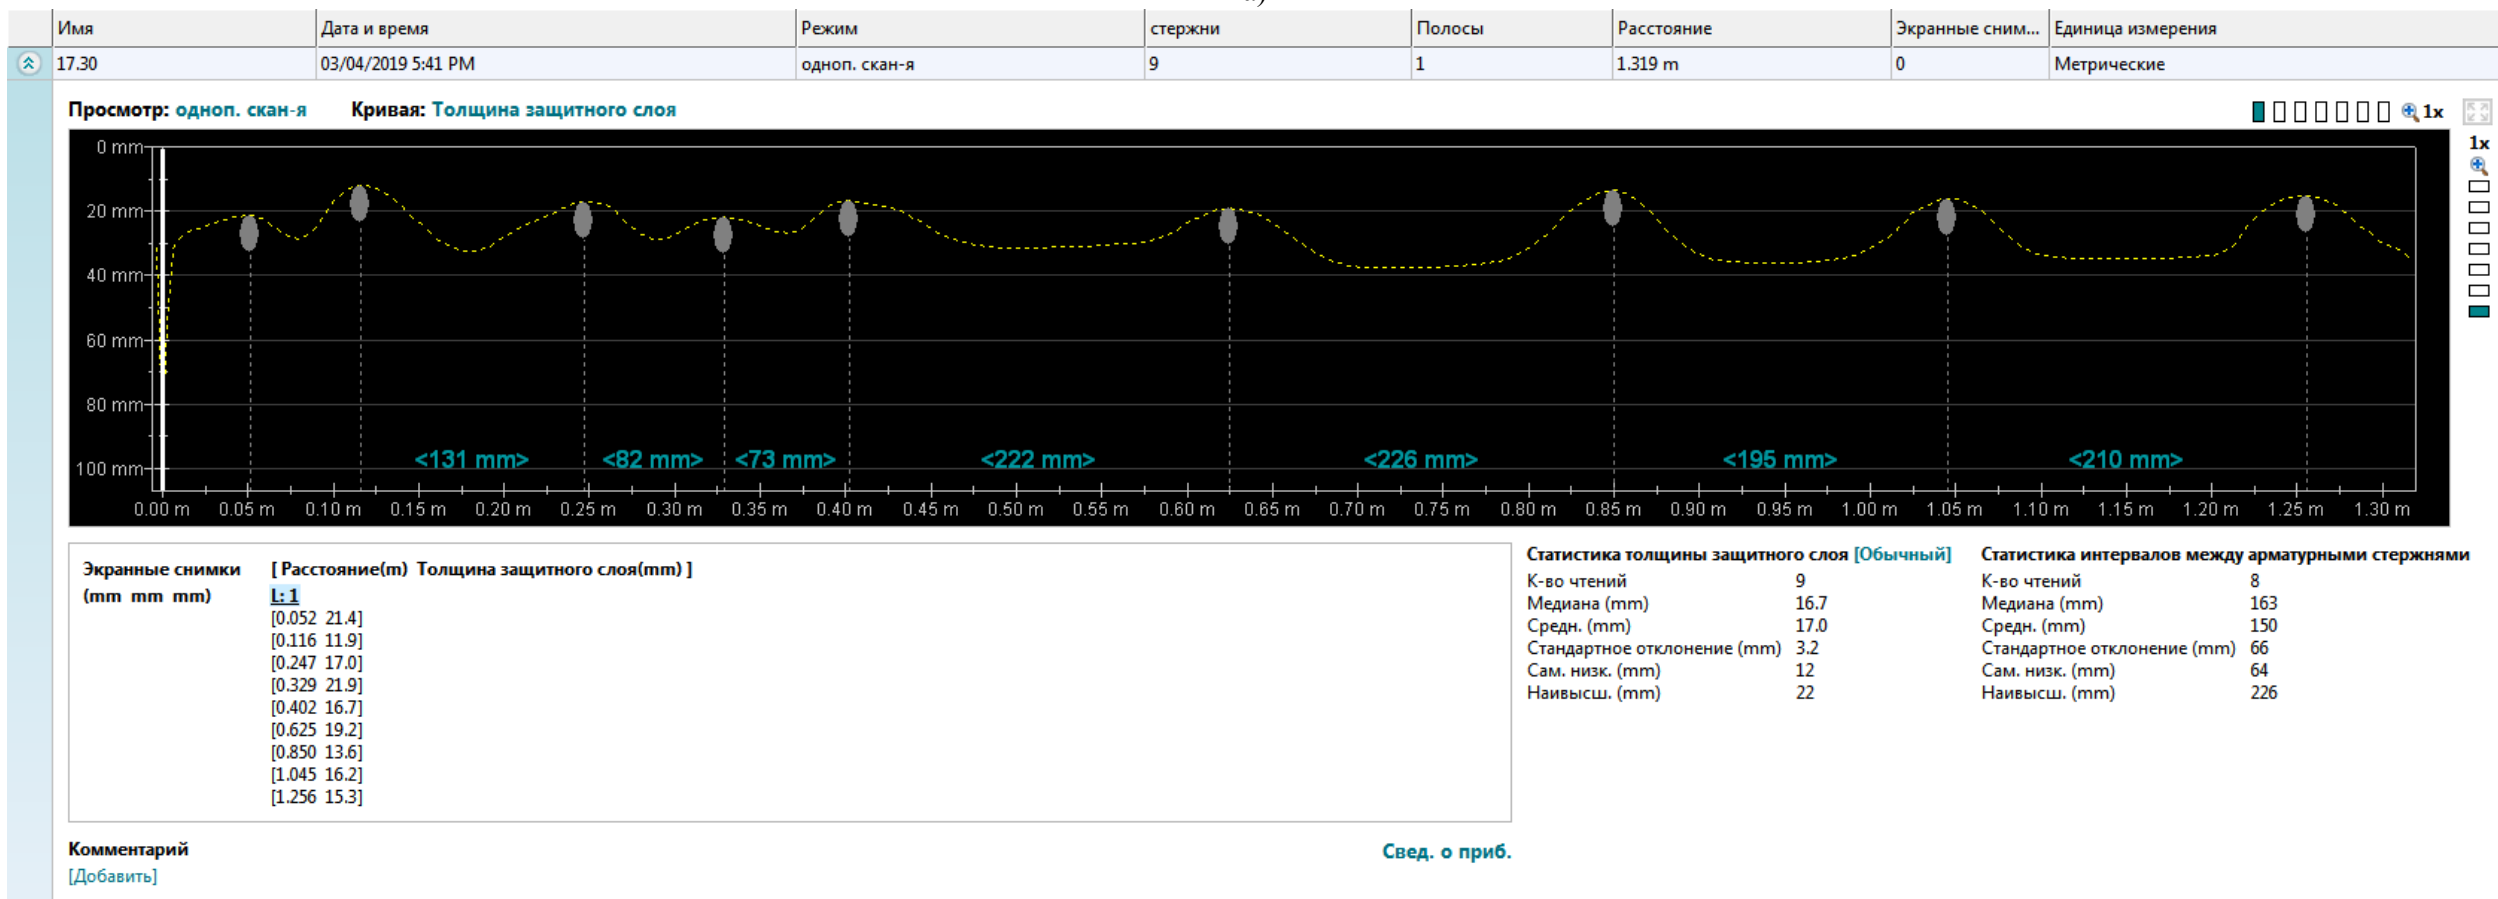 а)
Имя Дата и время Режим стержни Полосы Расстояние Экранные сним... Единица измерения
17.30 03/04/2019 5:41 PM одноп. скан-я 9 1 1.319 m 0 Метрические
Просмотр: одноп. скан-я Кривая: Толщина защитного слоя 1x
1x
0 mm
20 mm
40 mm
60 mm
80 mm
100 mm
<131 mm> <82 mm> <73 mm> <222 mm> <226 mm> <195 mm> <210 mm>
0.00 m 0.05 m 0.10 m 0.15 m 0.20 m 0.25 m 0.30 m 0.35 m 0.40 m 0.45 m 0.50 m 0.55 m 0.60 m 0.65 m 0.70 m 0.75 m 0.80 m 0.85 m 0.90 m 0.95 m 1.00 m 1.05 m 1.10 m 1.15 m 1.20 m 1.25 m 1.30 m
Экранные снимки [ Расстояние(m) Толщина защитного слоя(mm) ]
(mm mm mm) L: 1
[0.052 21.4]
[0.116 11.9]
[0.247 17.0]
[0.329 21.9]
[0.402 16.7]
[0.625 19.2]
[0.850 13.6]
[1.045 16.2]
[1.256 15.3]
Статистика толщины защитного слоя [Обычный]
К-во чтений 9
Медиана (mm) 16.7
Средн. (mm) 17.0
Стандартное отклонение (mm) 3.2
Сам. низк. (mm) 12
Наивысш. (mm) 22
Статистика интервалов между арматурными стержнями
К-во чтений 8
Медиана (mm) 163
Средн. (mm) 150
Стандартное отклонение (mm) 66
Сам. низк. (mm) 64
Наивысш. (mm) 226
Комментарий Свед. о приб.
[Добавить]